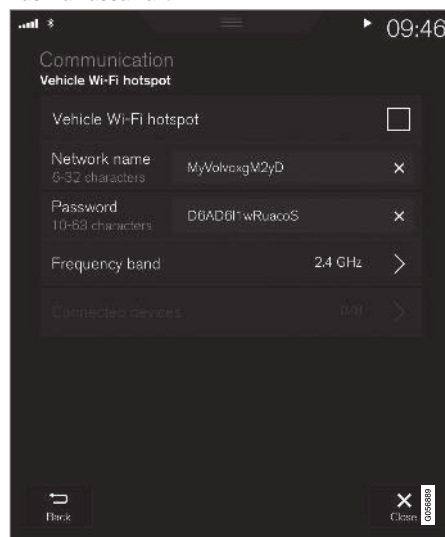 09:46
Communication
Vehicle Wi-Fi hotspot
Vehicle Wi-Fi hotspot
Network name
6-32 characters
MyVolvoxgM2yD
Password
10-63 characters
D6AD6I1wRuacoS
Frequency band
2.4 GHz
Connected devices
Back
Close
G056889